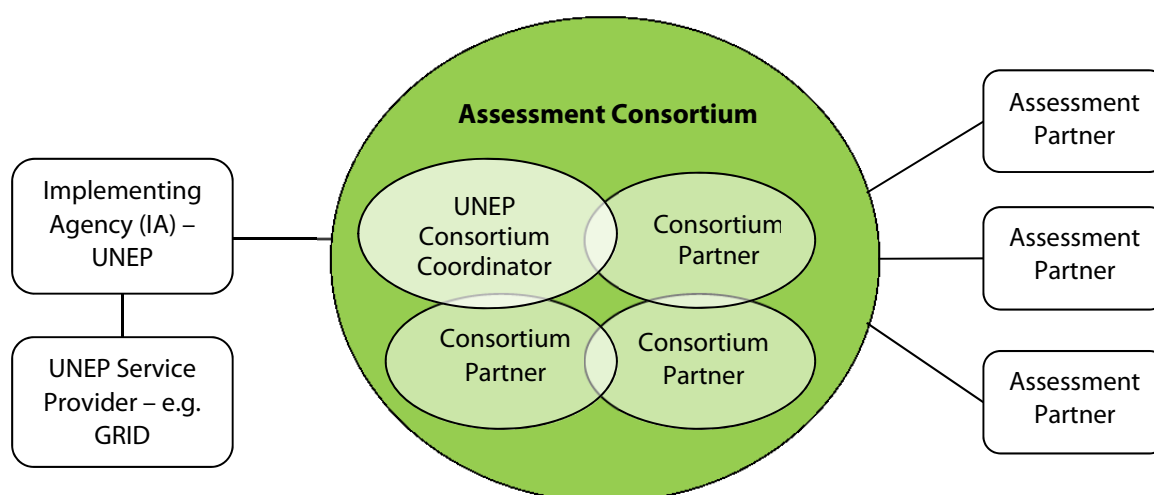 Assessment Consortium
Implementing
Agency (IA) –
UNEP
UNEP Service
Provider – e.g.
GRID
UNEP
Consortium
Coordinator
Consortium
Partner
Consortium
Partner
Consortium
Partner
Assessment
Partner
Assessment
Partner
Assessment
Partner